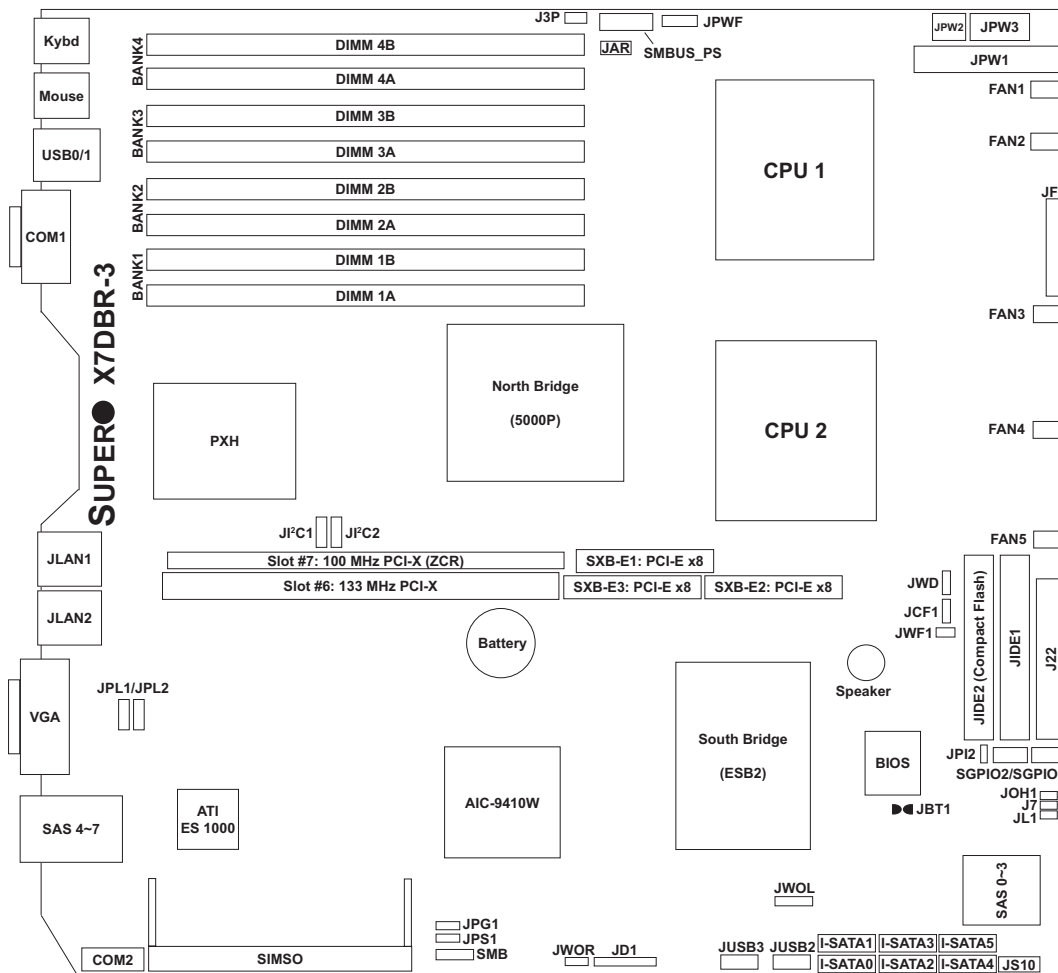 J3P
JPWF
JPW2
JPW3
Kybd
BANK4
DIMM 4B
JAR
SMBUS_PS
JPW1
DIMM 4A
Mouse
FAN1
BANK3
DIMM 3B
FAN2
USB0/1
DIMM 3A
CPU 1
BANK2
DIMM 2B
JF
COM1
DIMM 2A
BANK1
DIMM 1B
DIMM 1A
FAN3
SUPER X7DBR-3
North Bridge
(5000P)
CPU 2
FAN4
PXH
JI²C1
JI²C2
FAN5
JLAN1
Slot #7: 100 MHz PCI-X (ZCR)
SXB-E1: PCI-E x8
Slot #6: 133 MHz PCI-X
SXB-E3: PCI-E x8
SXB-E2: PCI-E x8
JWD
JCF1
JWF1
JLAN2
Battery
JIDE2 (Compact Flash)
JIDE1
J22
Speaker
JPL1/JPL2
VGA
South Bridge
(ESB2)
JPI2
BIOS
SGPIO2/SGPIO
JOH1
J7
JL1
JBT1
SAS 4~7
ATI
ES 1000
AIC-9410W
SAS 0~3
JWOL
JPG1
JPS1
SMB
COM2
SIMSO
JWOR
JD1
JUSB3
JUSB2
I-SATA1
I-SATA3
I-SATA5
I-SATA0
I-SATA2
I-SATA4
JS10